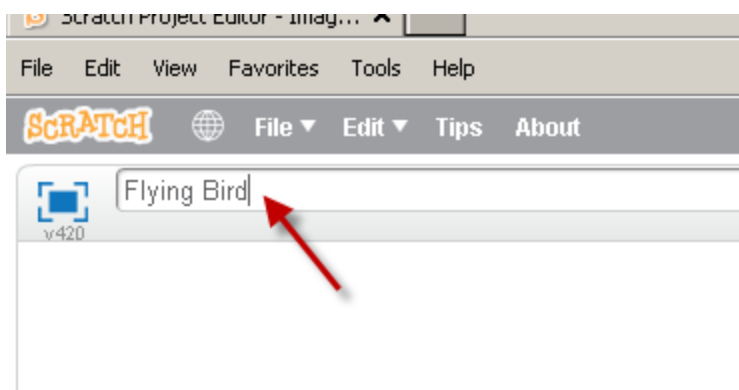 Scratch Project Editor - Imag...
File Edit View Favorites Tools Help
SCRATCH File Edit Tips About
Flying Bird
v420